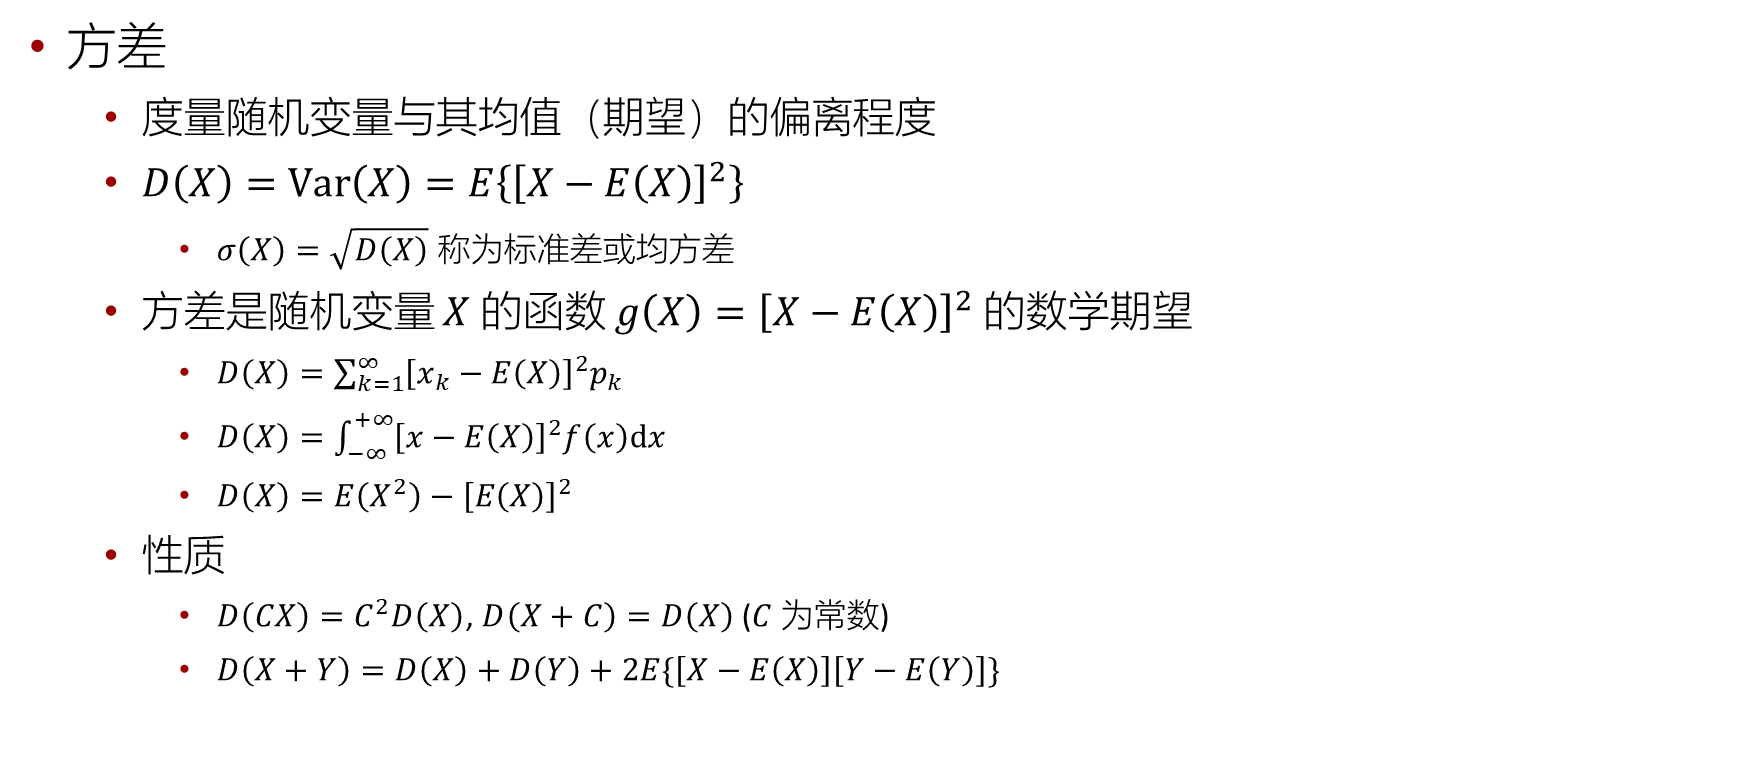 • 方差
• 度量随机变量与其均值（期望）的偏离程度
• D(X) = Var(X) = E{[X − E(X)]²}
• σ(X) = √D(X) 称为标准差或均方差
• 方差是随机变量 X 的函数 g(X) = [X − E(X)]² 的数学期望
• D(X) = ∑_{k=1}^{∞}[x_k − E(X)]²p_k
• D(X) = ∫_{−∞}^{+∞}[x − E(X)]²f(x)dx
• D(X) = E(X²) − [E(X)]²
• 性质
• D(CX) = C²D(X), D(X + C) = D(X) (C 为常数)
• D(X + Y) = D(X) + D(Y) + 2E{[X − E(X)][Y − E(Y)]}